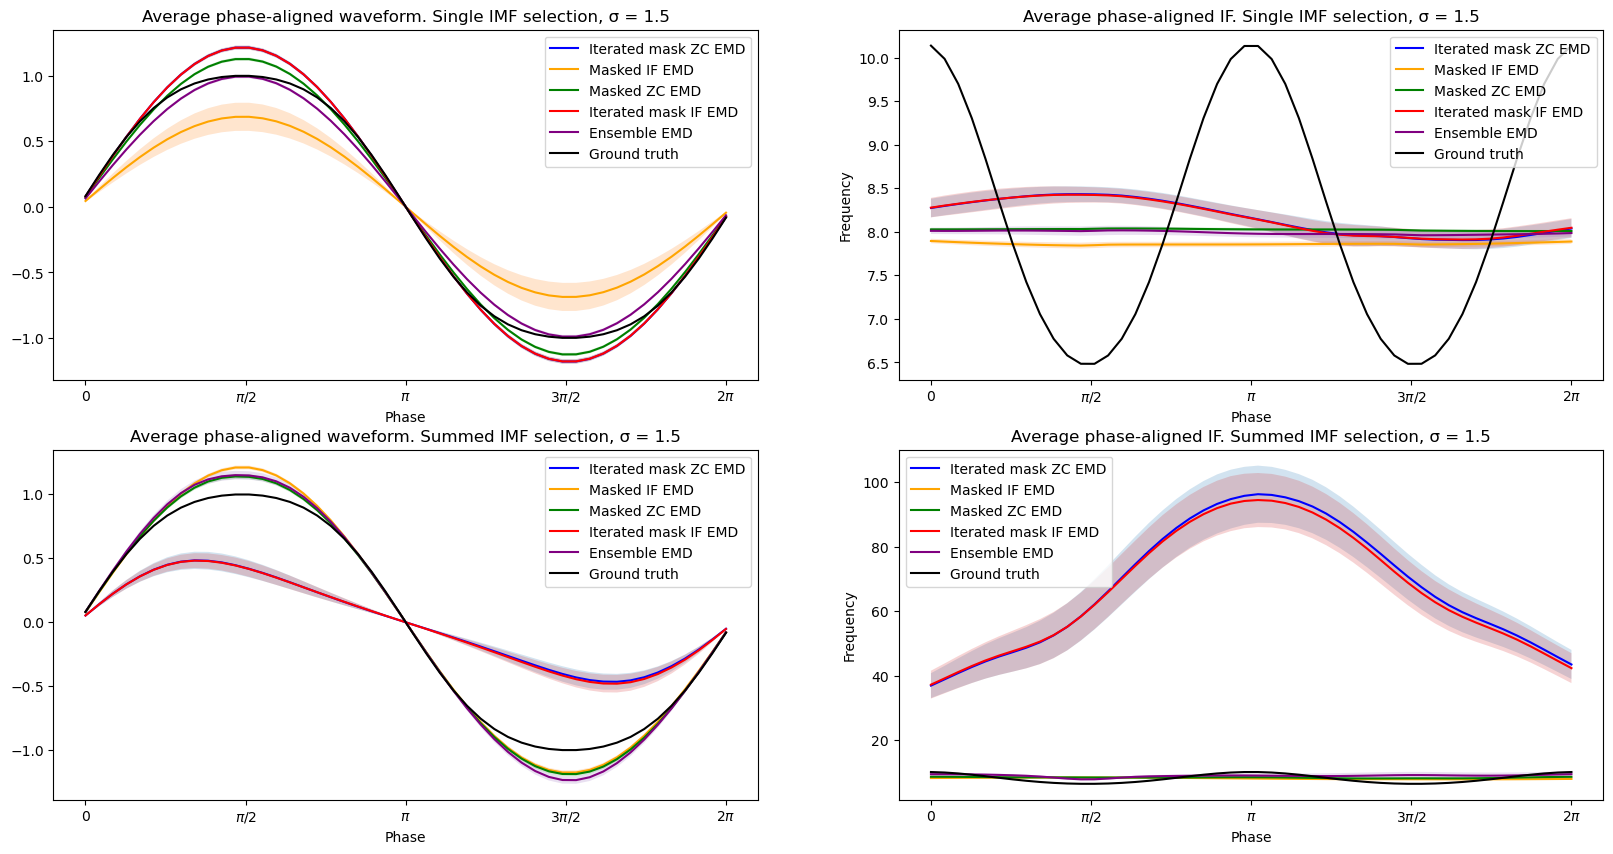 Average phase-aligned waveform. Single IMF selection, σ = 1.5
1.0
0.5
0.0
−0.5
−1.0
0
π/2
π
3π/2
2π
Phase
Iterated mask ZC EMD
Masked IF EMD
Masked ZC EMD
Iterated mask IF EMD
Ensemble EMD
Ground truth
Average phase-aligned IF. Single IMF selection, σ = 1.5
Frequency
10.0
9.5
9.0
8.5
8.0
7.5
7.0
6.5
0
π/2
π
3π/2
2π
Phase
Iterated mask ZC EMD
Masked IF EMD
Masked ZC EMD
Iterated mask IF EMD
Ensemble EMD
Ground truth
Average phase-aligned waveform. Summed IMF selection, σ = 1.5
1.0
0.5
0.0
−0.5
−1.0
0
π/2
π
3π/2
2π
Phase
Iterated mask ZC EMD
Masked IF EMD
Masked ZC EMD
Iterated mask IF EMD
Ensemble EMD
Ground truth
Average phase-aligned IF. Summed IMF selection, σ = 1.5
Frequency
100
80
60
40
20
0
π/2
π
3π/2
2π
Phase
Iterated mask ZC EMD
Masked IF EMD
Masked ZC EMD
Iterated mask IF EMD
Ensemble EMD
Ground truth